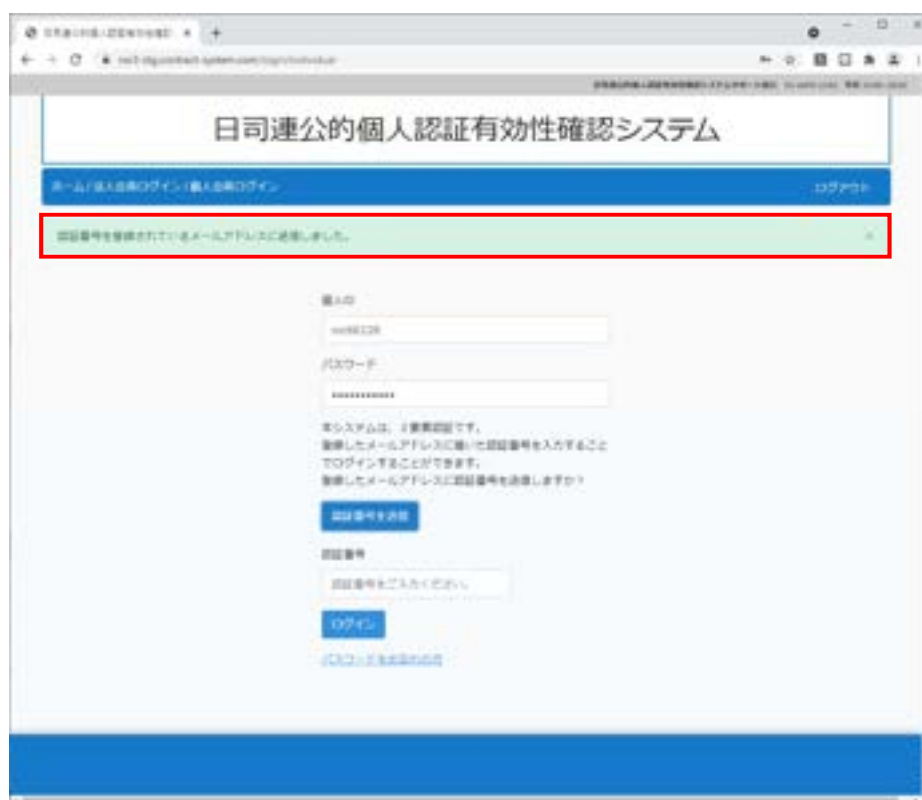 日司連公的個人認証有効性確認システム
ホーム / 法人会員ログイン / 個人会員ログイン
ログアウト
認証番号を登録されているメールアドレスに送信しました。
×
個人ID
パスワード
••••••••••••
本システムは、2要素認証です。
登録したメールアドレスに届いた認証番号を入力すること
でログインすることができます。
登録したメールアドレスに認証番号を送信しますか？
認証番号を送信
認証番号
認証番号をご入力ください。
ログイン
パスワードをお忘れの方